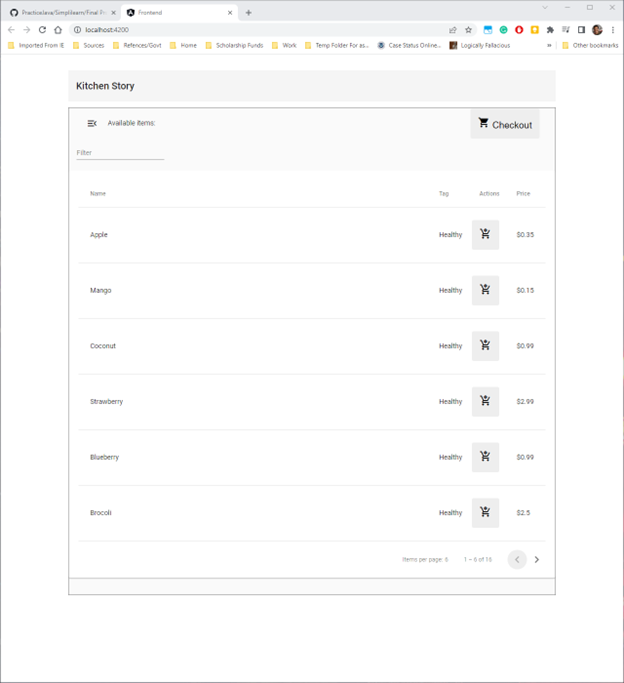 PracticeJava/Simplilearn/Final Pr
Frontend
localhost:4200
Imported From IE
Sources
Refences/Govt
Home
Scholarship Funds
Work
Temp Folder For as...
Case Status Online...
Logically Fallacious
»
Other bookmarks
Kitchen Story
Available items:
Checkout
Filter
Name Tag Actions Price
Apple Healthy $0.35
Mango Healthy $0.15
Coconut Healthy $0.99
Strawberry Healthy $2.99
Blueberry Healthy $0.99
Brocoli Healthy $2.5
Items per page: 6 1 – 6 of 16